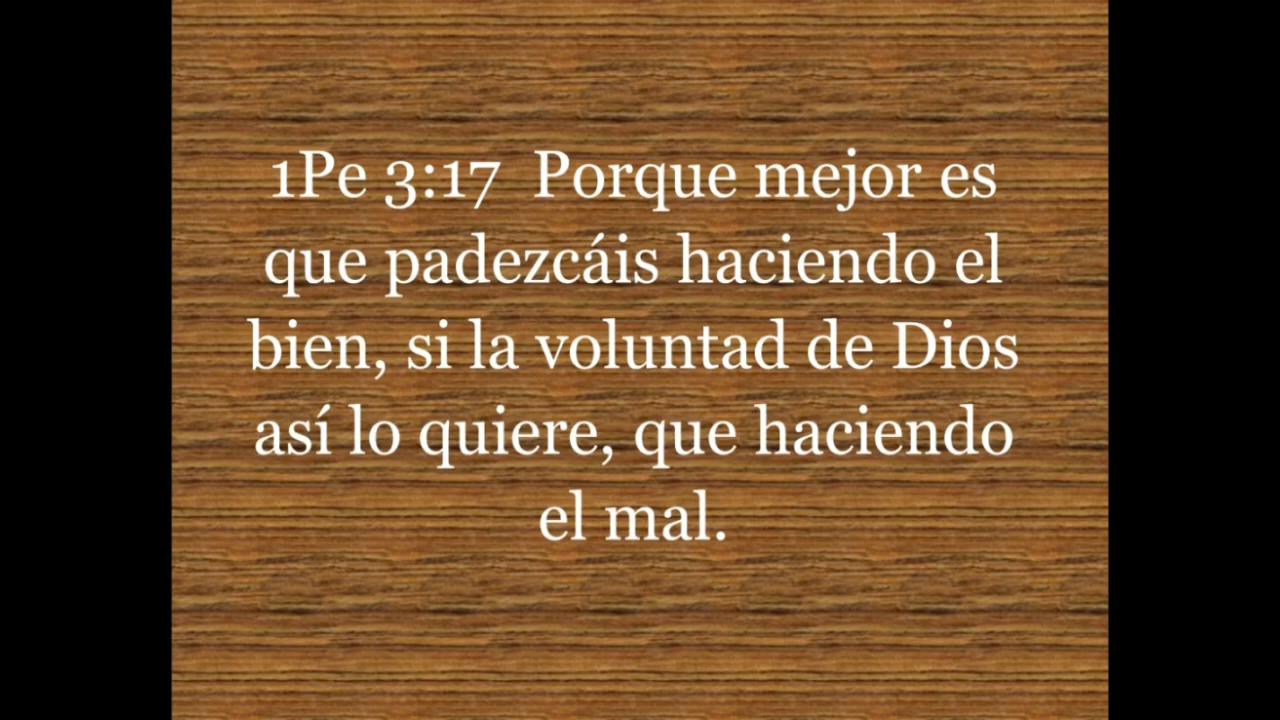 1Pe 3:17  Porque mejor es
que padezcáis haciendo el
bien, si la voluntad de Dios
así lo quiere, que haciendo
el mal.